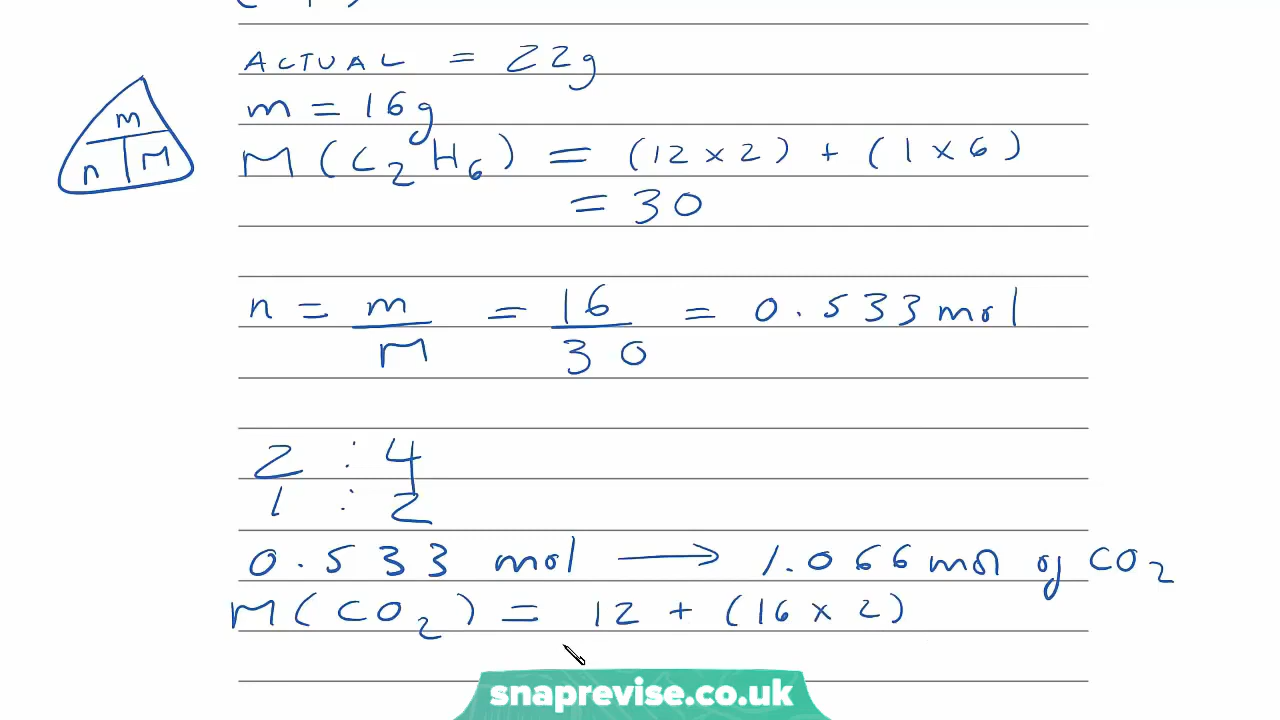 ACTUAL = 22g
m = 16g
m
n M
M(C₂H₆) = (12 × 2) + (1 × 6)
= 30
n = m/M = 16/30 = 0.533 mol
2 : 4
1 : 2
0.533 mol → 1.066 mol of CO₂
M(CO₂) = 12 + (16 × 2)
snaprevise.co.uk